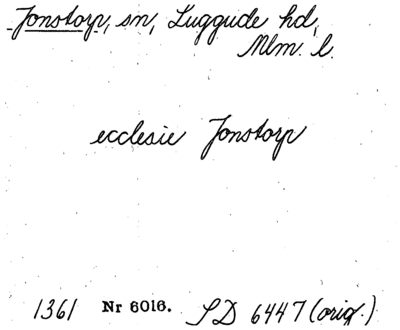 Jonstorp, sn, Luggude hd,
Mlm. l.
ecclesie Jonstorp
1361 Nr 6016. SD 6447 (orig.)